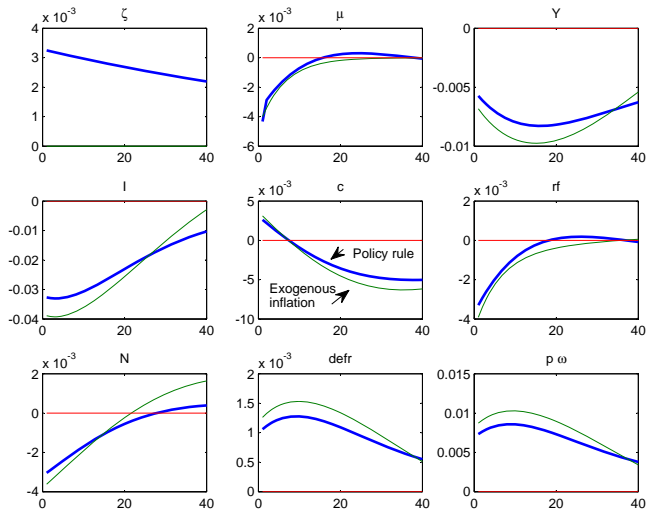 ζ
μ
Y
x 10-3
4
3
2
1
0
0 20 40
x 10-3
2
0
-2
-4
-6
0 20 40
0
-0.005
-0.01
0 20 40
I
c
rf
0
-0.01
-0.02
-0.03
-0.04
0 20 40
x 10-3
5
0
-5
-10
0 20 40
Policy rule
Exogenous
inflation
x 10-3
2
0
-2
-4
0 20 40
N
defr
p ω
x 10-3
2
0
-2
-4
0 20 40
x 10-3
2
1.5
1
0.5
0
0 20 40
0.015
0.01
0.005
0
0 20 40